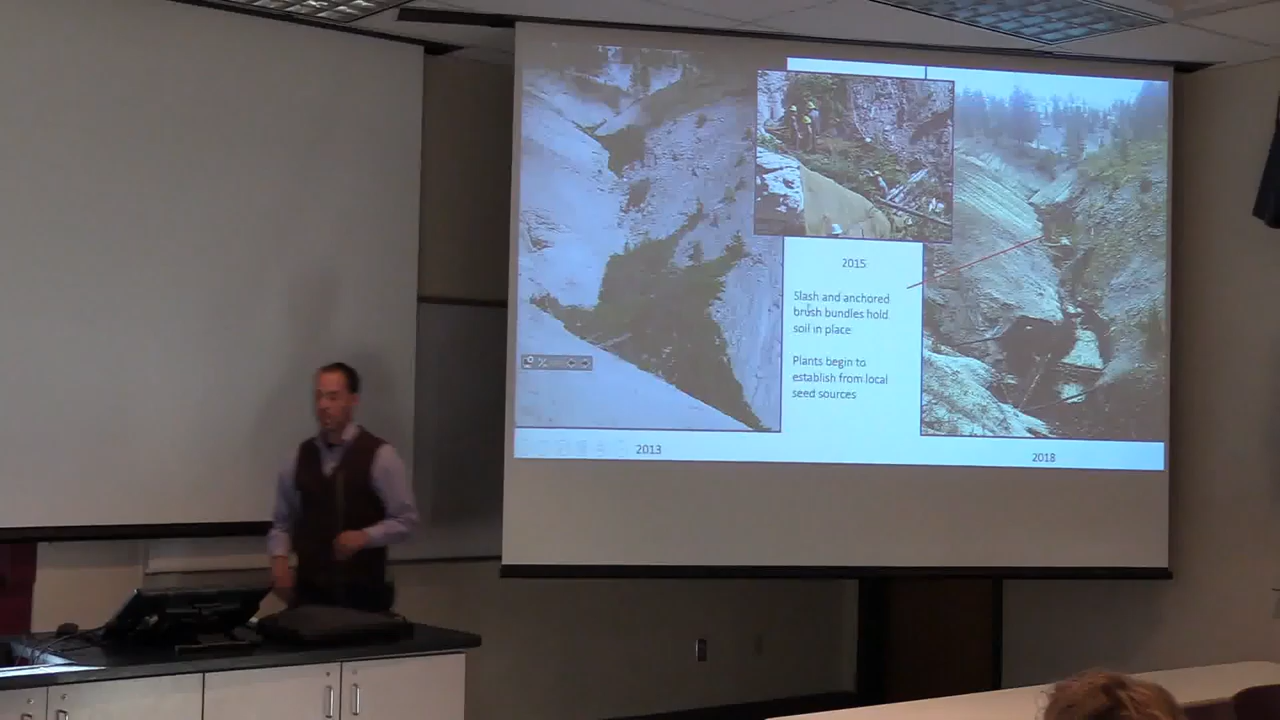 2015
Slash and anchored
brush bundles hold
soil in place
Plants begin to
establish from local
seed sources
2013
2018